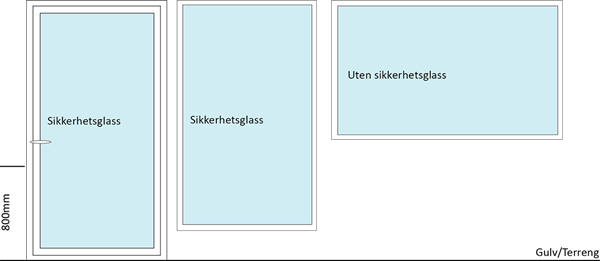 Sikkerhetsglass
Sikkerhetsglass
Uten sikkerhetsglass
800mm
Gulv/Terreng